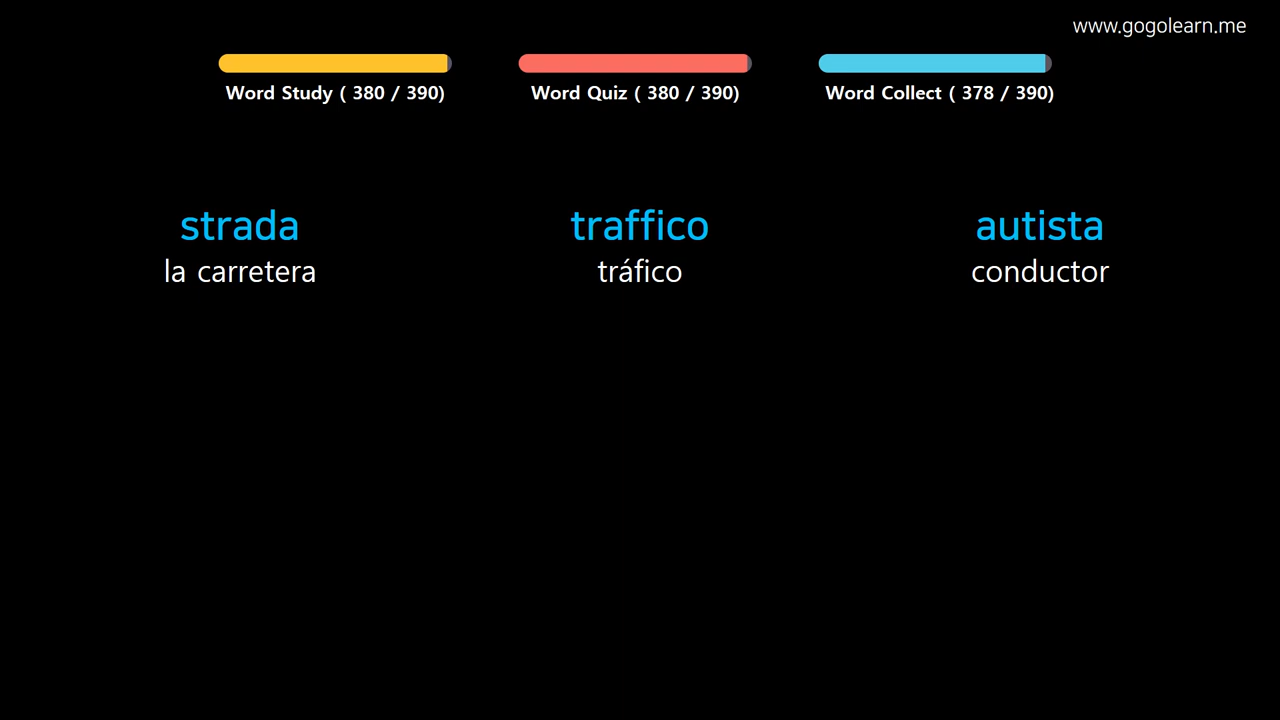 www.gogolearn.me
Word Study ( 380 / 390)
Word Quiz ( 380 / 390)
Word Collect ( 378 / 390)
strada
la carretera
traffico
tráfico
autista
conductor